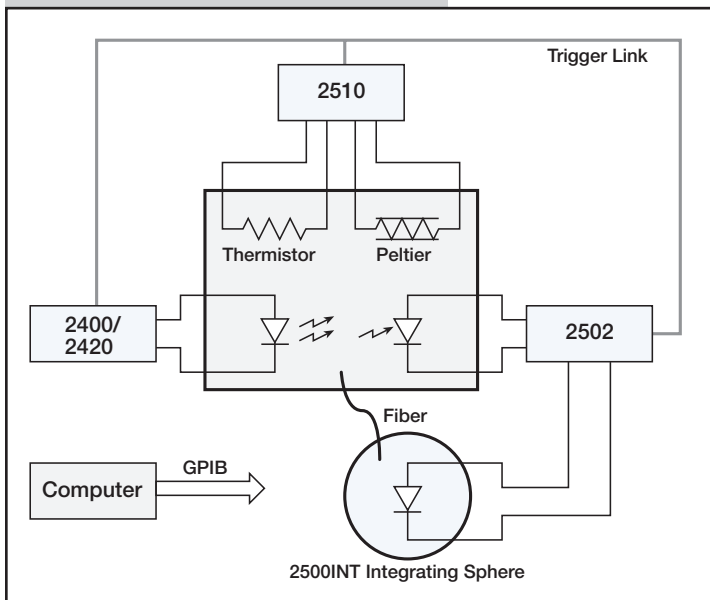 Trigger Link
2510
Thermistor
Peltier
2400/
2420
2502
Fiber
GPIB
Computer
2500INT Integrating Sphere